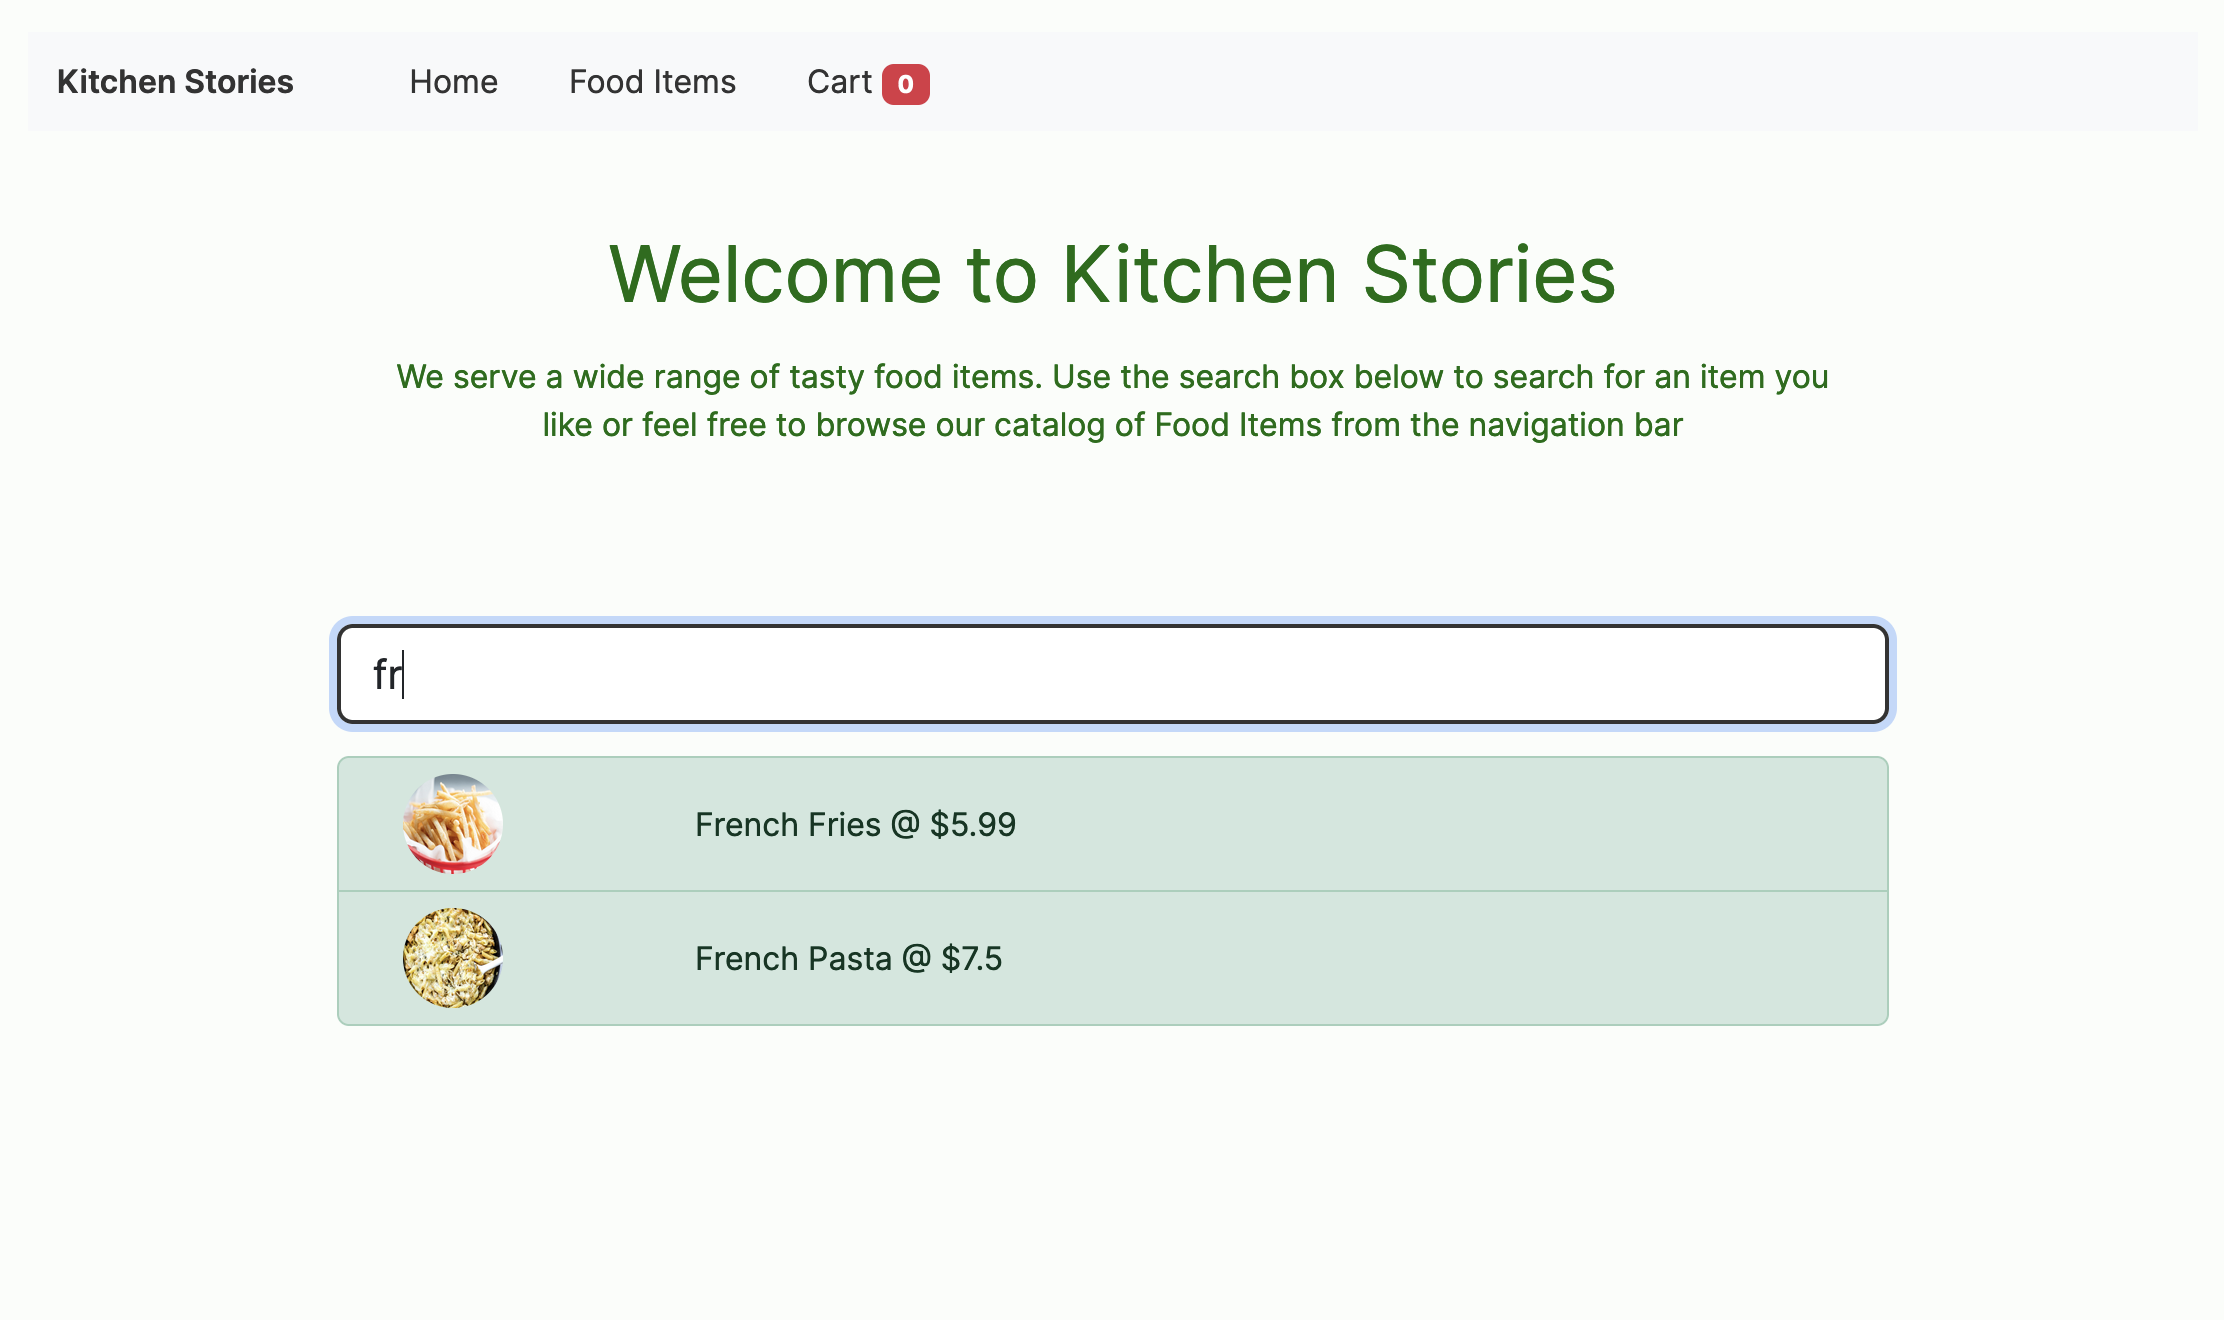 Kitchen Stories Home Food Items Cart 0
Welcome to Kitchen Stories
We serve a wide range of tasty food items. Use the search box below to search for an item you
like or feel free to browse our catalog of Food Items from the navigation bar
fr
French Fries @ $5.99
French Pasta @ $7.5